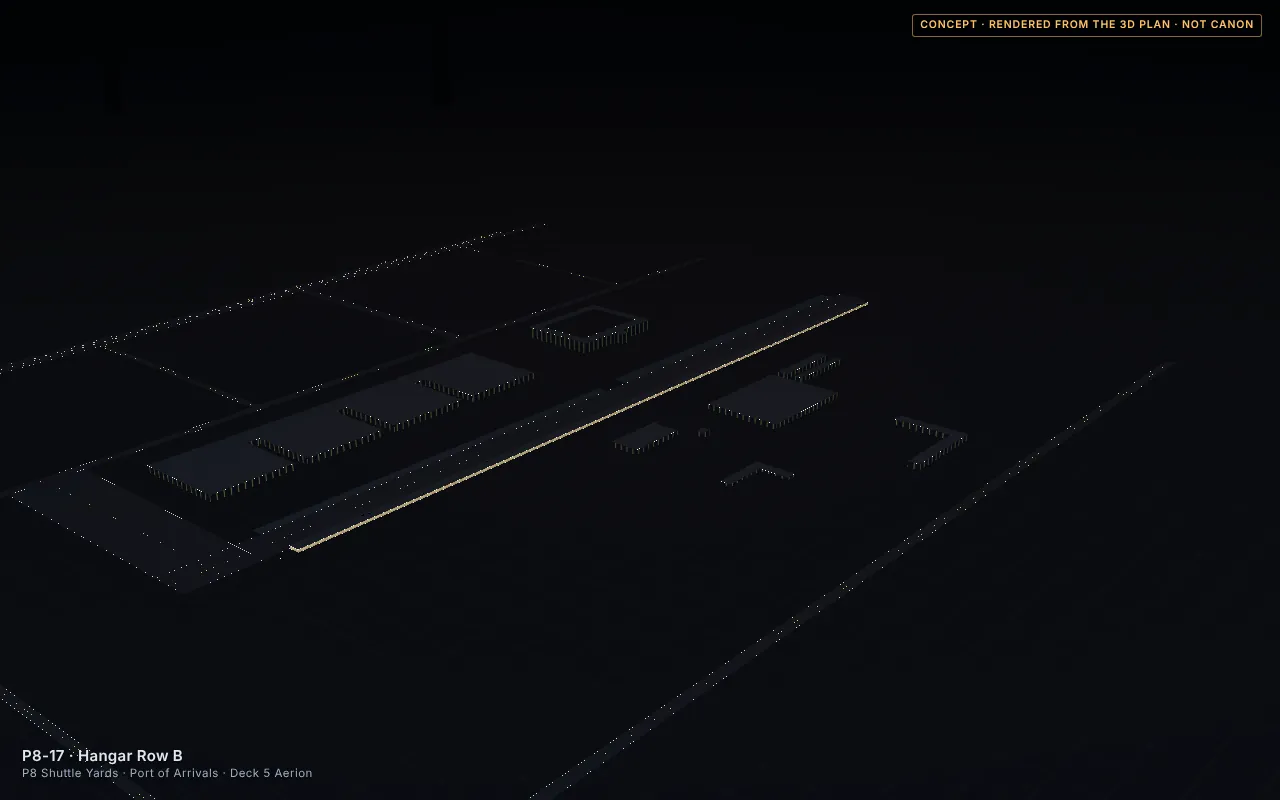 CONCEPT · RENDERED FROM THE 3D PLAN · NOT CANON
P8-17 · Hangar Row B
P8 Shuttle Yards · Port of Arrivals · Deck 5 Aerion